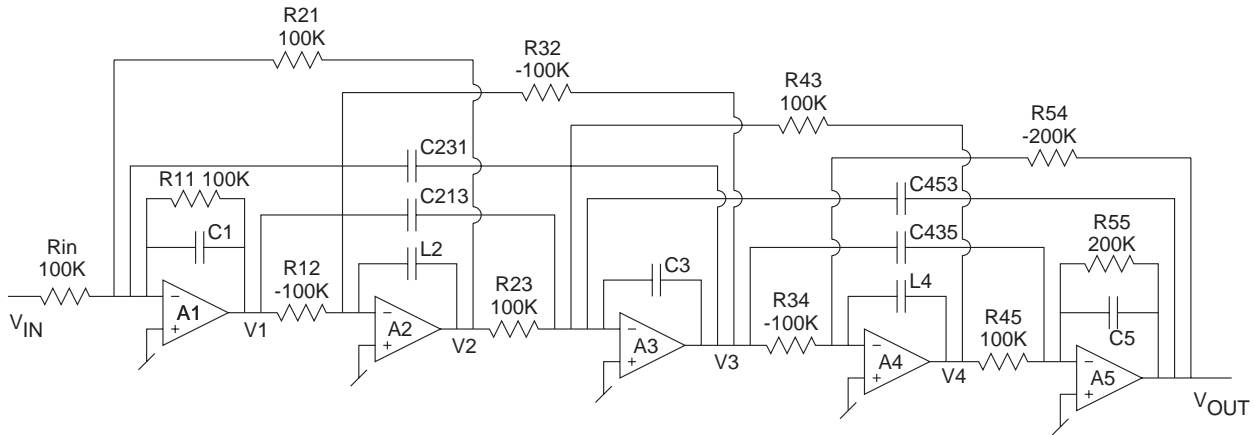 R21
100K
R32
-100K
R43
100K
R54
-200K
C231
R11 100K
C213
C453
C435
R55
200K
C1
L2
C3
L4
C5
Rin
100K
R12
-100K
R23
100K
R34
-100K
R45
100K
VIN
A1
V1
A2
V2
A3
V3
A4
V4
A5
VOUT